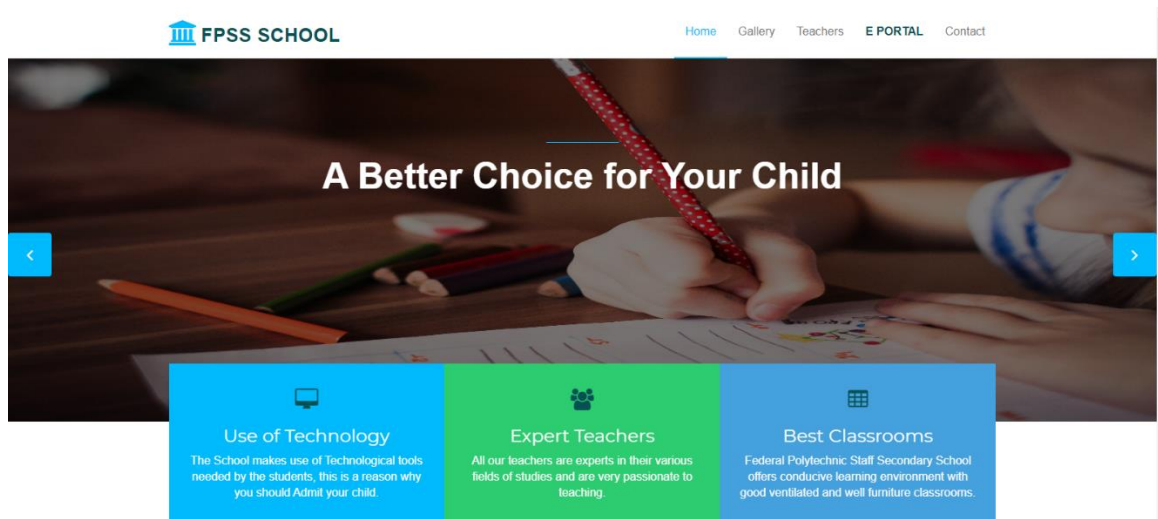 FPSS SCHOOL
Home Gallery Teachers E PORTAL Contact
A Better Choice for Your Child
Use of Technology
The School makes use of Technological tools
needed by the students, this is a reason why
you should Admit your child.
Expert Teachers
All our teachers are experts in their various
fields of studies and are very passionate to
teaching.
Best Classrooms
Federal Polytechnic Staff Secondary School
offers conducive learning environment with
good ventilated and well furniture classrooms.